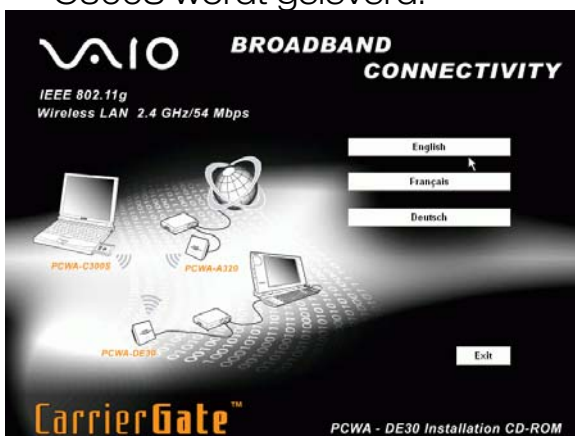 VAIO
BROADBAND
CONNECTIVITY
IEEE 802.11g
Wireless LAN 2.4 GHz/54 Mbps
English
Français
Deutsch
PCWA-C300S
PCWA-A320
PCWA-DE30
Exit
CarrierGate™
PCWA - DE30 Installation CD-ROM